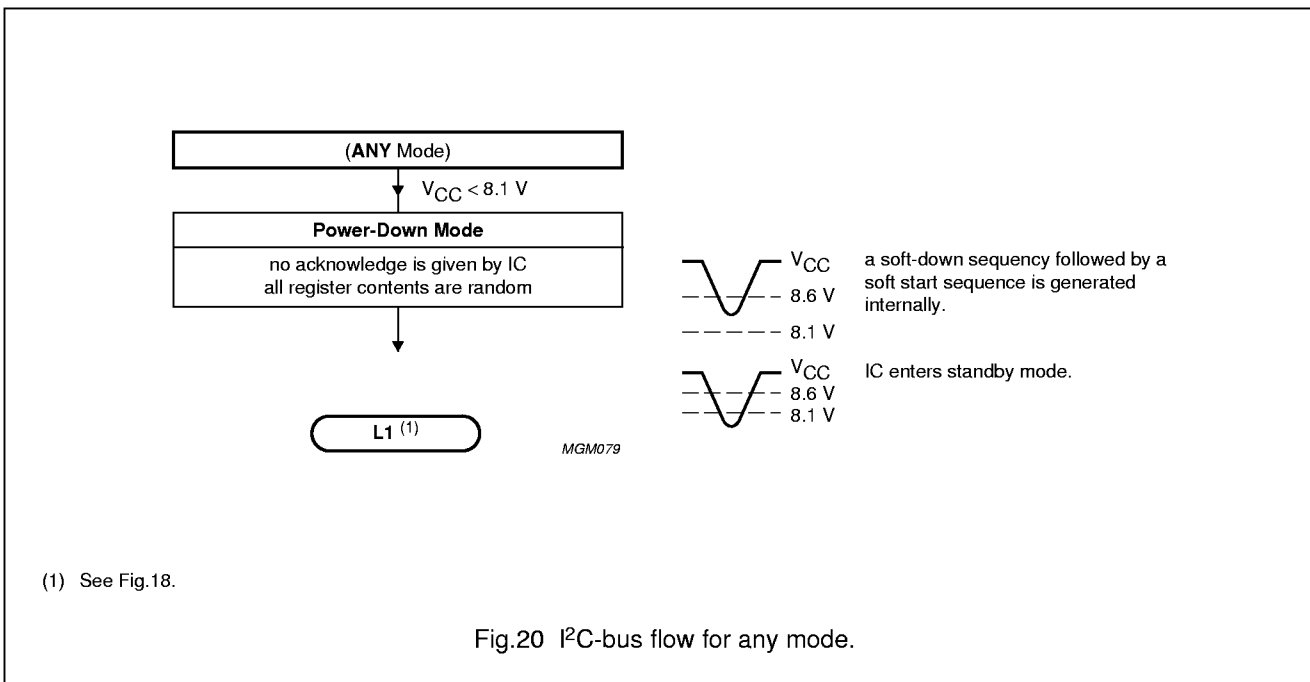 (ANY Mode)
VCC < 8.1 V
Power-Down Mode
no acknowledge is given by IC
all register contents are random
L1 (1)
MGM079
VCC
8.6 V
8.1 V
a soft-down sequency followed by a
soft start sequence is generated
internally.
VCC
8.6 V
8.1 V
IC enters standby mode.
(1) See Fig.18.
Fig.20 I²C-bus flow for any mode.